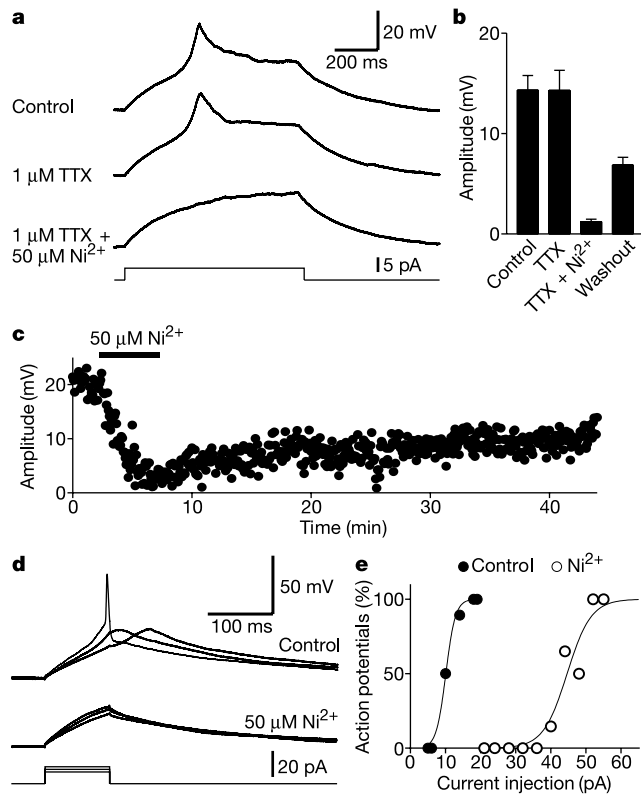 a
20 mV
200 ms
Control
1 μM TTX
1 μM TTX +
50 μM Ni²⁺
5 pA
b
Amplitude (mV)
20
10
0
Control
TTX
TTX + Ni²⁺
Washout
c
50 μM Ni²⁺
Amplitude (mV)
20
10
0
0 10 20 30 40
Time (min)
d
50 mV
100 ms
Control
50 μM Ni²⁺
20 pA
e
Control Ni²⁺
Action potentials (%)
100
50
0
0 10 20 30 40 50 60
Current injection (pA)